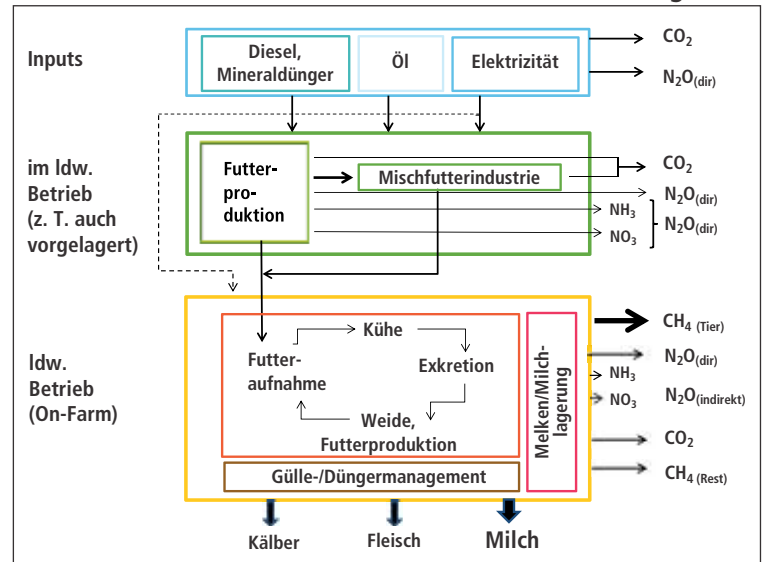 Inputs
Diesel,
Mineraldünger
Öl
Elektrizität
CO2
N2O(dir)
im ldw.
Betrieb
(z. T. auch
vorgelagert)
Futter-
pro-
duktion
Mischfutterindustrie
CO2
N2O(dir)
NH3
NO3
N2O(dir)
ldw.
Betrieb
(On-Farm)
Kühe
Futter-
aufnahme
Exkretion
Weide,
Futterproduktion
Melken/Milch-
lagerung
Gülle-/Düngermanagement
CH4 (Tier)
N2O(dir)
NH3
NO3
N2O(indirekt)
CO2
CH4 (Rest)
Kälber
Fleisch
Milch